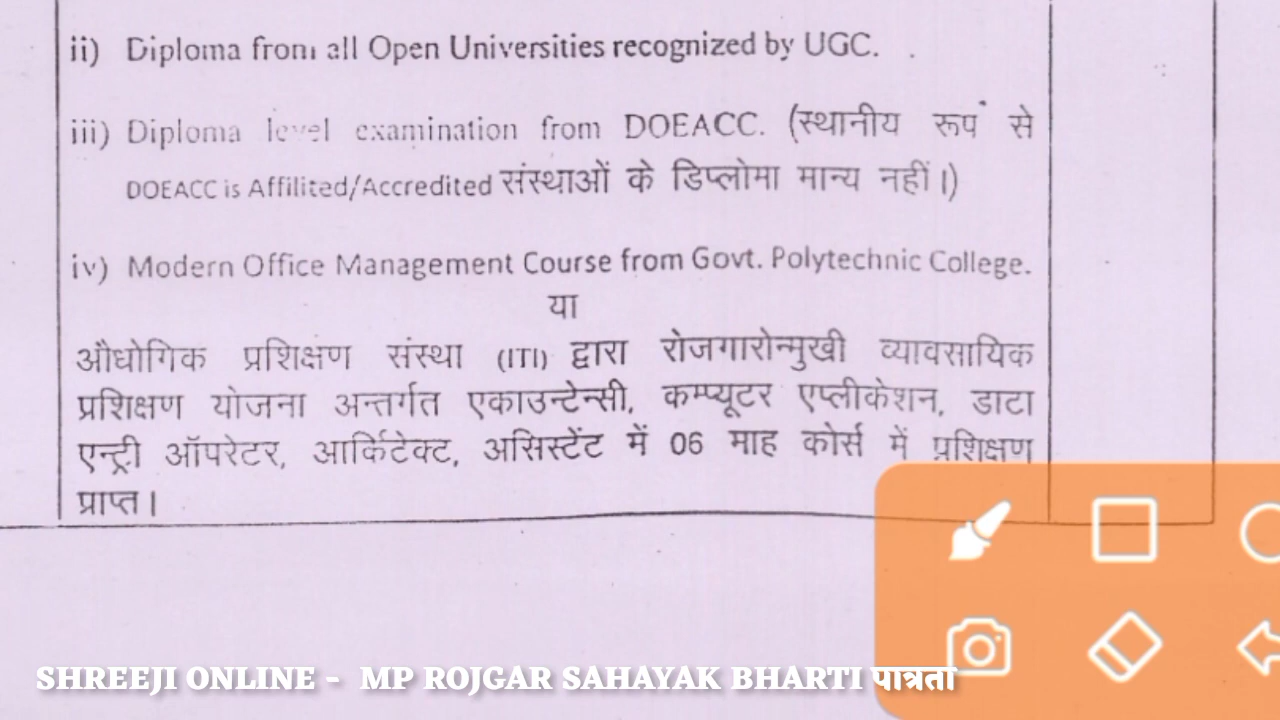 ii) Diploma from all Open Universities recognized by UGC.
iii) Diploma level examination from DOEACC. (स्थानीय रूप से
DOEACC is Affilited/Accredited संस्थाओं के डिप्लोमा मान्य नहीं।)
iv) Modern Office Management Course from Govt. Polytechnic College.
या
औधोगिक प्रशिक्षण संस्था (ITI) द्वारा रोजगारोन्मुखी व्यावसायिक
प्रशिक्षण योजना अन्तर्गत एकाउन्टेन्सी, कम्प्यूटर एप्लीकेशन, डाटा
एन्ट्री ऑपरेटर, आर्किटेक्ट, असिस्टेंट में 06 माह कोर्स में प्रशिक्षण
प्राप्त।
SHREEJI ONLINE - MP ROJGAR SAHAYAK BHARTI पात्रता